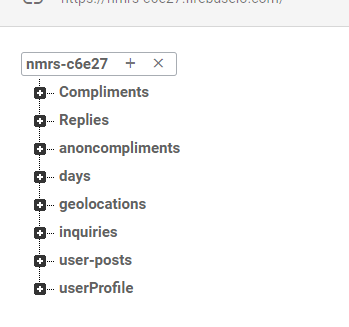 nmrs-c6e27
Compliments
Replies
anoncompliments
days
geolocations
inquiries
user-posts
userProfile